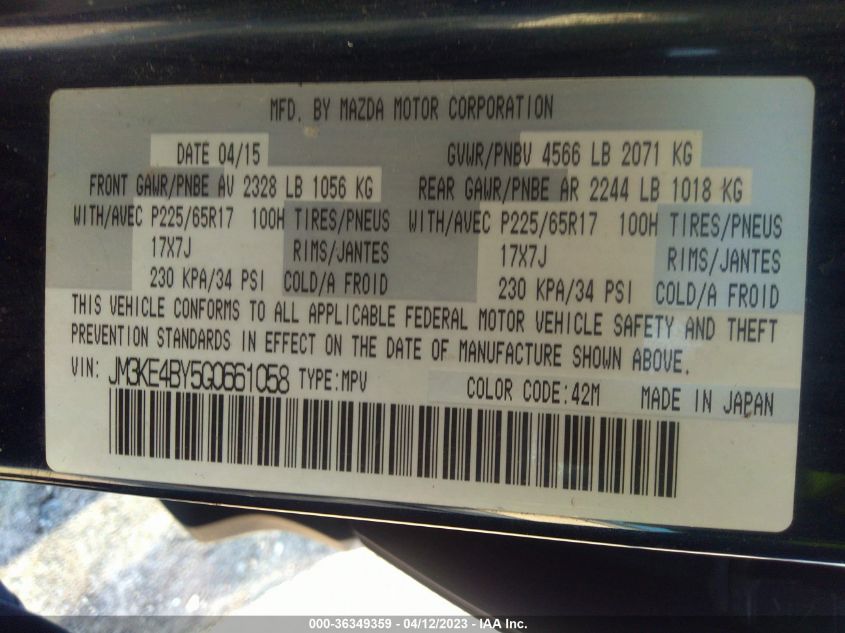 MFD. BY MAZDA MOTOR CORPORATION
DATE 04/15 GVWR/PNBV 4566 LB 2071 KG
FRONT GAWR/PNBE AV 2328 LB 1056 KG REAR GAWR/PNBE AR 2244 LB 1018 KG
WITH/AVEC P225/65R17 100H TIRES/PNEUS WITH/AVEC P225/65R17 100H TIRES/PNEUS
17X7J RIMS/JANTES 17X7J RIMS/JANTES
230 KPA/34 PSI COLD/A FROID 230 KPA/34 PSI COLD/A FROID
THIS VEHICLE CONFORMS TO ALL APPLICABLE FEDERAL MOTOR VEHICLE SAFETY AND THEFT
PREVENTION STANDARDS IN EFFECT ON THE DATE OF MANUFACTURE SHOWN ABOVE.
VIN: JM3KE4BY5G0661058 TYPE:MPV COLOR CODE:42M MADE IN JAPAN
000-36349359 - 04/12/2023 - IAA Inc.